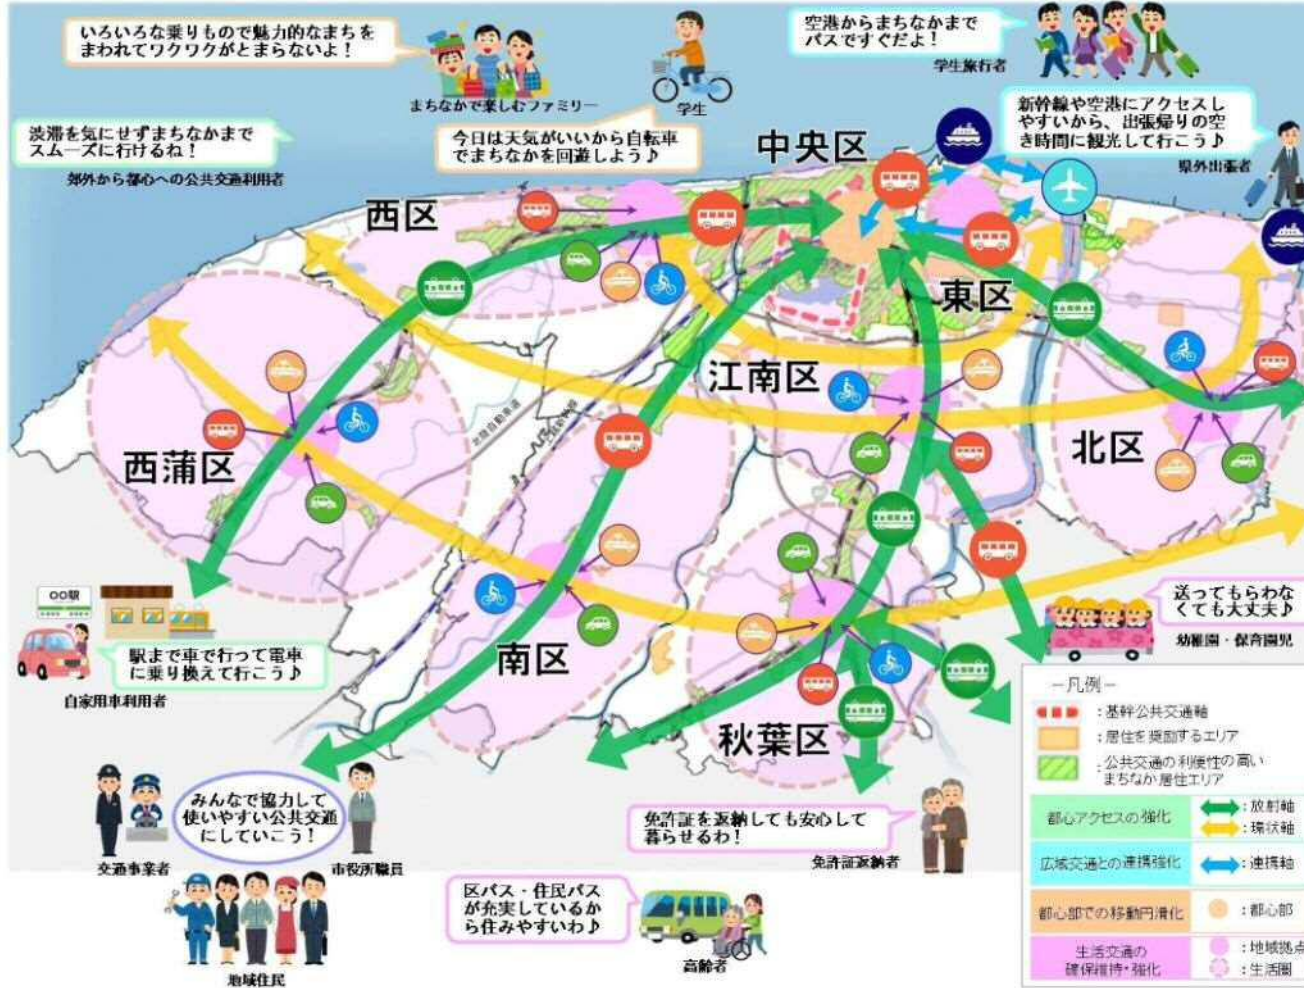 いろいろな乗りもので魅力的なまちを
まわれてワクワクがとまらないよ！
まちなかで楽しむファミリー
学生
空港からまちなかまで
バスですぐだよ！
学生旅行者
渋滞を気にせずまちなかまで
スムーズに行けるね！
郊外から都心への公共交通利用者
今日は天気がいいから自転車
でまちなかを回遊しよう♪
新幹線や空港にアクセスし
やすいから、出張帰りの空
き時間に観光して行こう♪
県外出張者
中央区
西区
東区
江南区
北区
西蒲区
南区
秋葉区
北陸自動車道
〇〇駅
駅まで車で行って電車
に乗り換えて行こう♪
自家用車利用者
送ってもらわな
くても大丈夫♪
幼稚園・保育園児
みんなで協力して
使いやすい公共交通
にしていこう！
交通事業者
市役所職員
地域住民
免許証を返納しても安心して
暮らせるわ！
免許証返納者
区バス・住民バス
が充実しているか
ら住みやすいわ♪
高齢者
－凡例－
：基幹公共交通軸
：居住を奨励するエリア
：公共交通の利便性の高い
まちなか居住エリア
都心アクセスの強化
：放射軸
：環状軸
広域交通との連携強化
：連携軸
都心部での移動円滑化
：都心部
生活交通の
確保維持・強化
：地域拠点
：生活圏